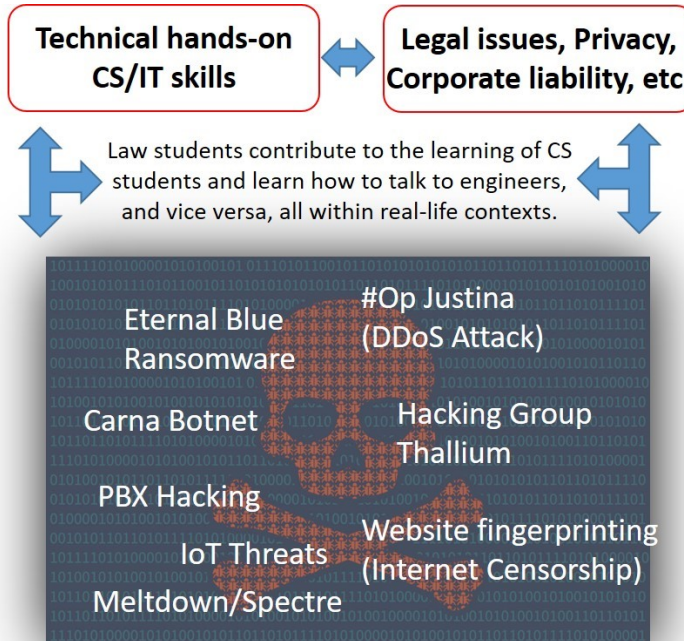 Technical hands-on
CS/IT skills
Legal issues, Privacy,
Corporate liability, etc
Law students contribute to the learning of CS
students and learn how to talk to engineers,
and vice versa, all within real-life contexts.
Eternal Blue
Ransomware
#Op Justina
(DDoS Attack)
Carna Botnet
Hacking Group
Thallium
PBX Hacking
IoT Threats
Website fingerprinting
(Internet Censorship)
Meltdown/Spectre